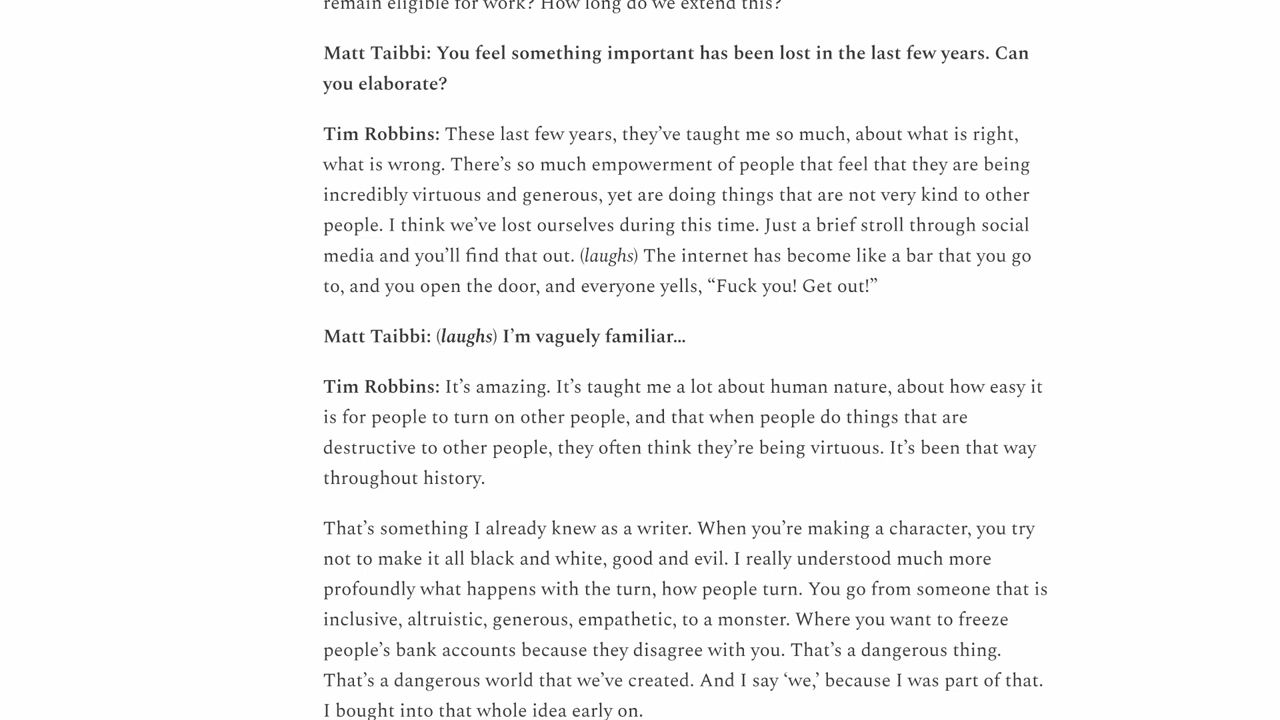 remain eligible for work? How long do we extend this?
Matt Taibbi: You feel something important has been lost in the last few years. Can
you elaborate?
Tim Robbins: These last few years, they’ve taught me so much, about what is right,
what is wrong. There’s so much empowerment of people that feel that they are being
incredibly virtuous and generous, yet are doing things that are not very kind to other
people. I think we’ve lost ourselves during this time. Just a brief stroll through social
media and you’ll find that out. (laughs) The internet has become like a bar that you go
to, and you open the door, and everyone yells, “Fuck you! Get out!”
Matt Taibbi: (laughs) I’m vaguely familiar…
Tim Robbins: It’s amazing. It’s taught me a lot about human nature, about how easy it
is for people to turn on other people, and that when people do things that are
destructive to other people, they often think they’re being virtuous. It’s been that way
throughout history.
That’s something I already knew as a writer. When you’re making a character, you try
not to make it all black and white, good and evil. I really understood much more
profoundly what happens with the turn, how people turn. You go from someone that is
inclusive, altruistic, generous, empathetic, to a monster. Where you want to freeze
people’s bank accounts because they disagree with you. That’s a dangerous thing.
That’s a dangerous world that we’ve created. And I say ‘we,’ because I was part of that.
I bought into that whole idea early on.